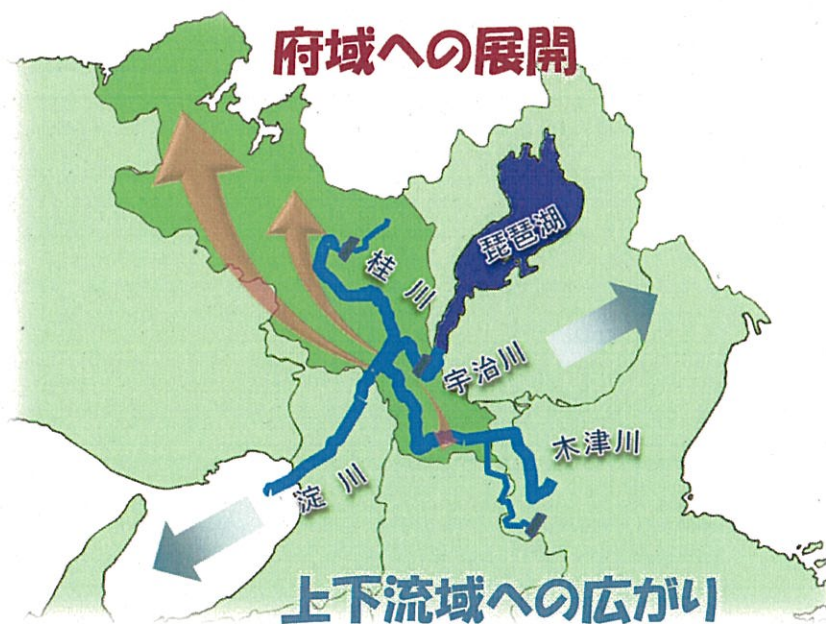 府域への展開
琵琶湖
桂川
宇治川
木津川
淀川
上下流域への広がり